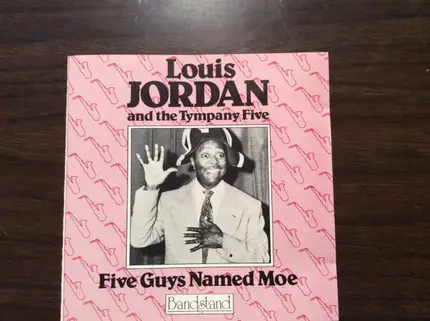 Louis
JORDAN
and the Tympany Five
Five Guys Named Moe
Bandstand